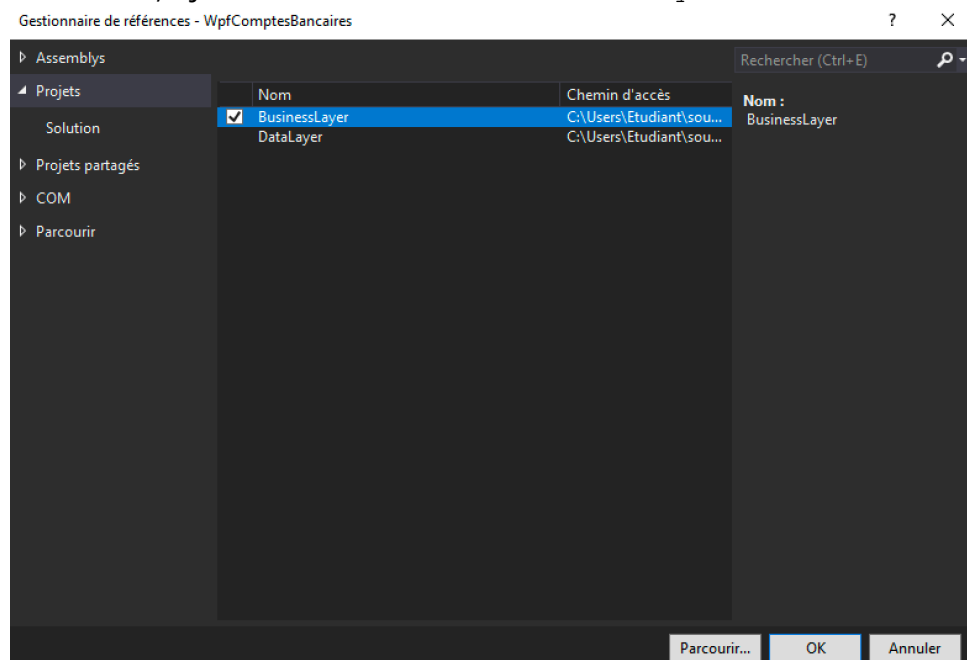 Gestionnaire de références - WpfComptesBancaires ? ×
Assemblys
Projets
Solution
Projets partagés
COM
Parcourir
Nom Chemin d'accès
BusinessLayer C:\Users\Etudiant\sou...
DataLayer C:\Users\Etudiant\sou...
Rechercher (Ctrl+E)
Nom :
BusinessLayer
Parcourir... OK Annuler